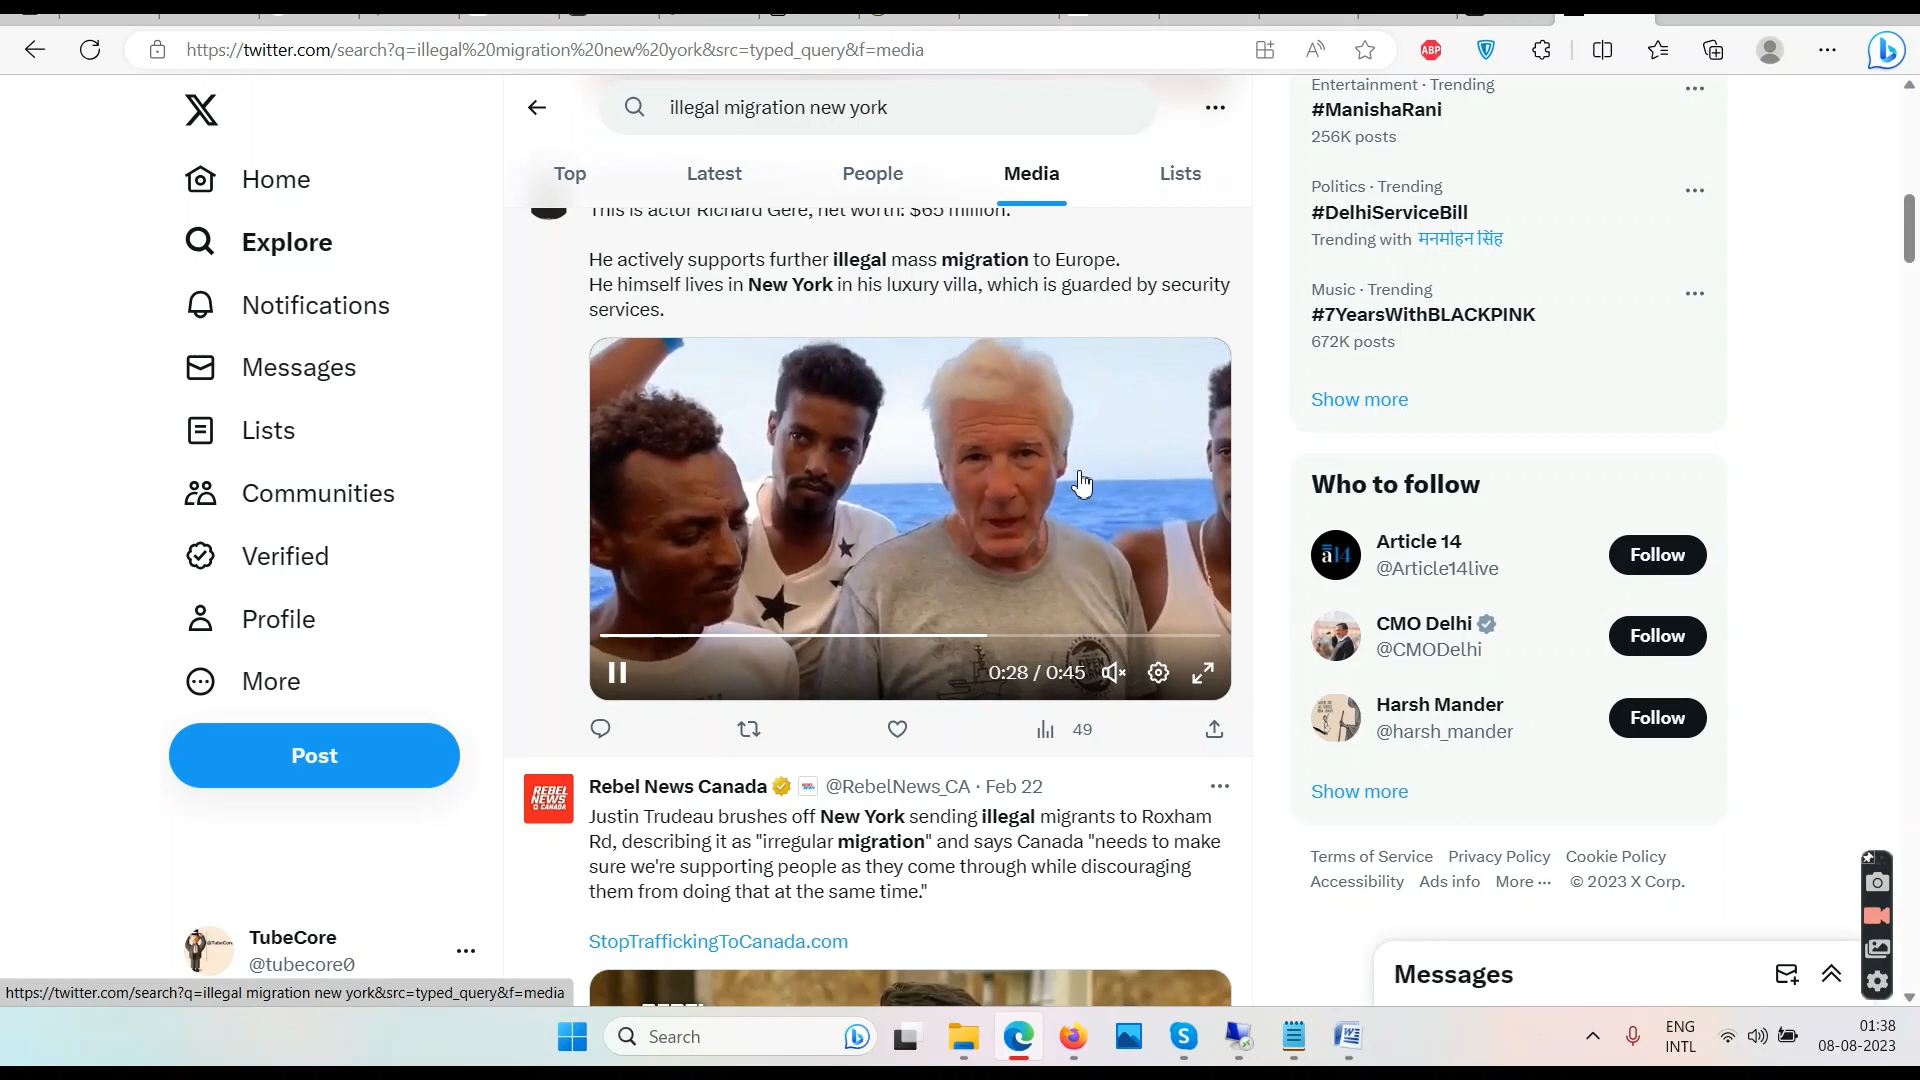 https://twitter.com/search?q=illegal%20migration%20new%20york&src=typed_query&f=media
ABP
illegal migration new york
Top
Latest
People
Media
Lists
Home
Explore
Notifications
Messages
Lists
Communities
Verified
Profile
More
Post
TubeCore
@tubecore0
https://twitter.com/search?q=illegal migration new york&src=typed_query&f=media
This is actor Richard Gere, net worth: $65 million.
He actively supports further illegal mass migration to Europe.
He himself lives in New York in his luxury villa, which is guarded by security
services.
0:28 / 0:45
49
REBEL
NEWS
CANADA
Rebel News Canada @RebelNews_CA · Feb 22
Justin Trudeau brushes off New York sending illegal migrants to Roxham
Rd, describing it as "irregular migration" and says Canada "needs to make
sure we're supporting people as they come through while discouraging
them from doing that at the same time."
StopTraffickingToCanada.com
Entertainment · Trending
#ManishaRani
256K posts
Politics · Trending
#DelhiServiceBill
Trending with मनमोहन सिंह
Music · Trending
#7YearsWithBLACKPINK
672K posts
Show more
Who to follow
ā14
Article 14
@Article14live
Follow
CMO Delhi
@CMODelhi
Follow
Harsh Mander
@harsh_mander
Follow
Show more
Terms of Service Privacy Policy Cookie Policy
Accessibility Ads info More ··· © 2023 X Corp.
Messages
Search
ENG
INTL
01:38
08-08-2023